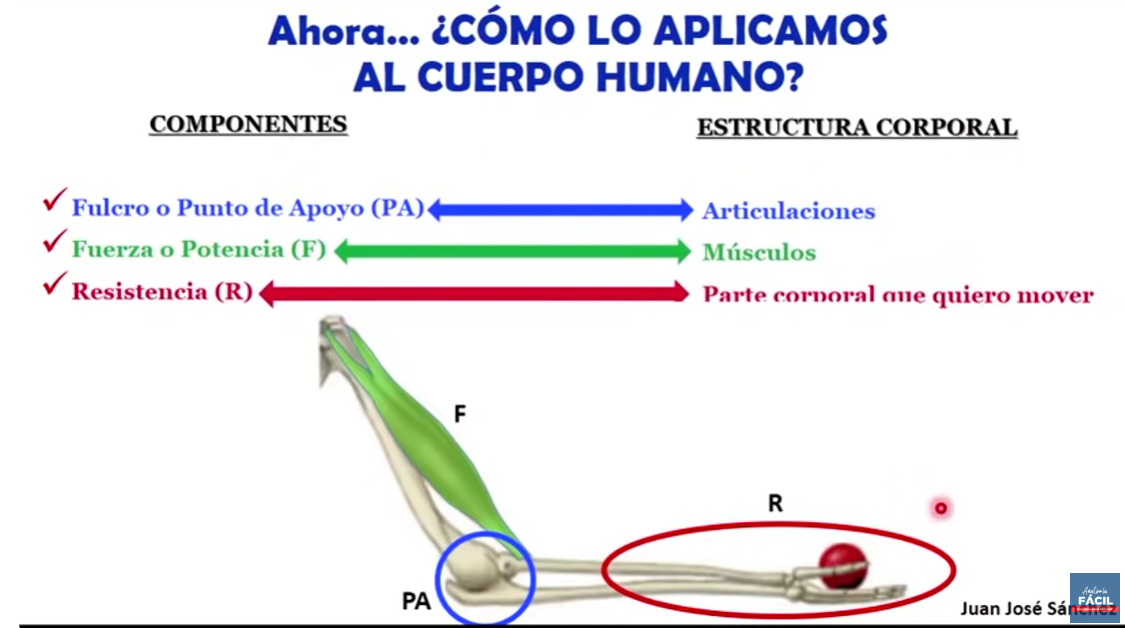 Ahora... ¿CÓMO LO APLICAMOS
AL CUERPO HUMANO?
COMPONENTES
ESTRUCTURA CORPORAL
Fulcro o Punto de Apoyo (PA)
Articulaciones
Fuerza o Potencia (F)
Músculos
Resistencia (R)
Parte corporal que quiero mover
F
R
PA
Juan José
Anatomía
FÁCIL